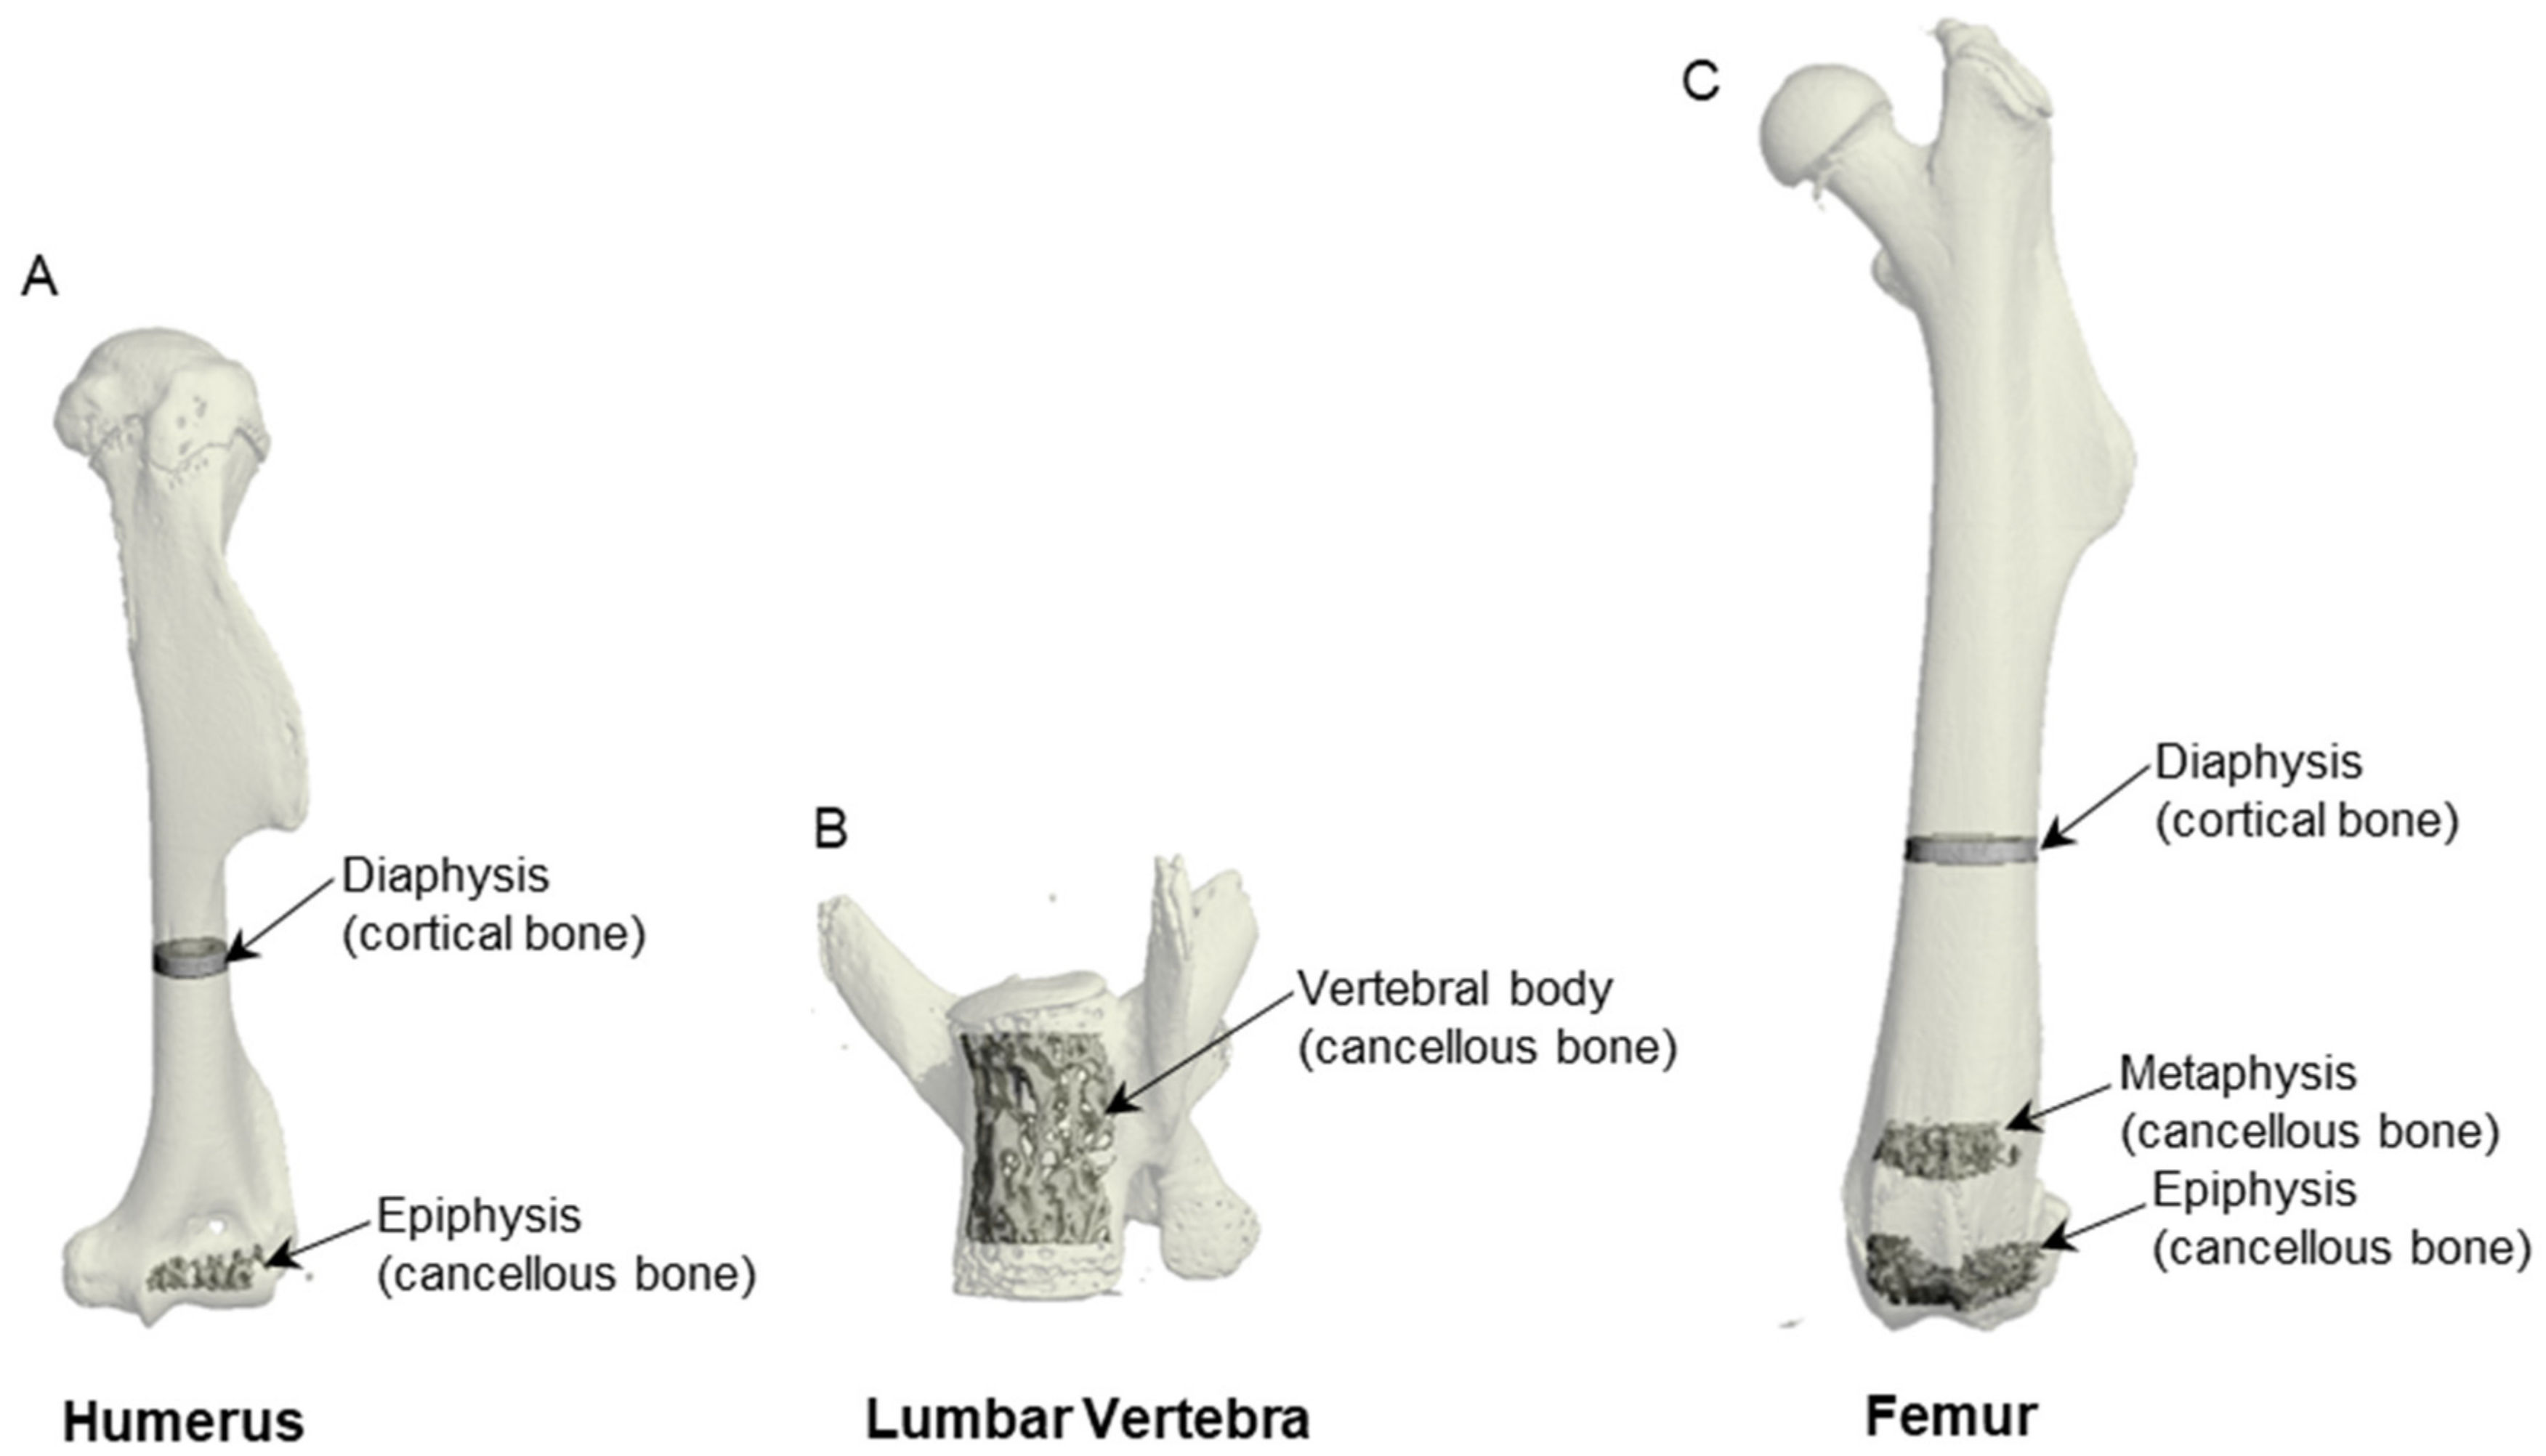 A
Diaphysis
(cortical bone)
Epiphysis
(cancellous bone)
Humerus
B
Vertebral body
(cancellous bone)
Lumbar Vertebra
C
Diaphysis
(cortical bone)
Metaphysis
(cancellous bone)
Epiphysis
(cancellous bone)
Femur